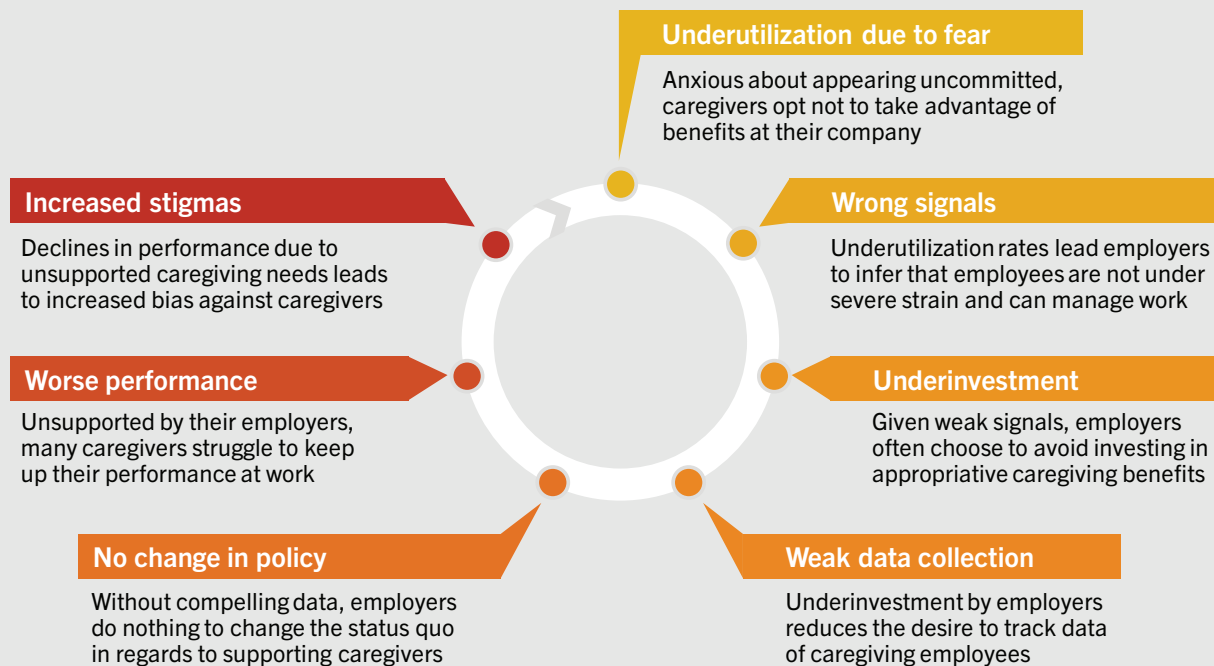 Underutilization due to fear
Anxious about appearing uncommitted,
caregivers opt not to take advantage of
benefits at their company
Wrong signals
Underutilization rates lead employers
to infer that employees are not under
severe strain and can manage work
Underinvestment
Given weak signals, employers
often choose to avoid investing in
appropriative caregiving benefits
Weak data collection
Underinvestment by employers
reduces the desire to track data
of caregiving employees
No change in policy
Without compelling data, employers
do nothing to change the status quo
in regards to supporting caregivers
Worse performance
Unsupported by their employers,
many caregivers struggle to keep
up their performance at work
Increased stigmas
Declines in performance due to
unsupported caregiving needs leads
to increased bias against caregivers